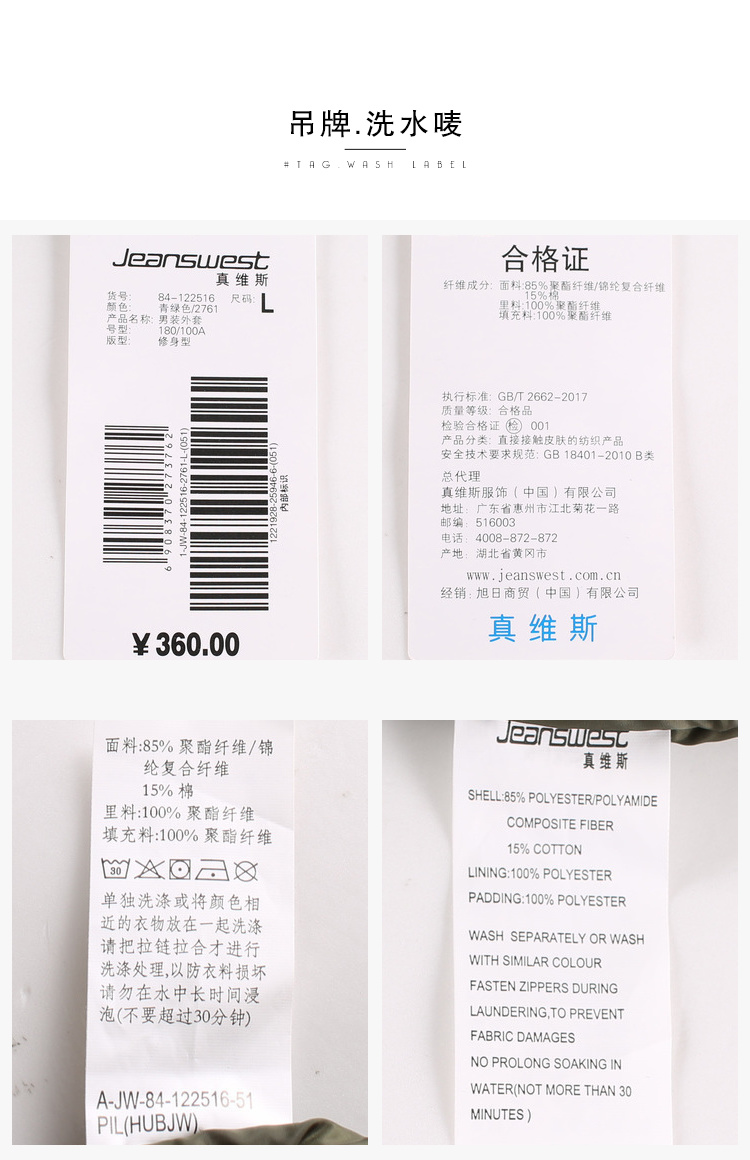 吊牌.洗水唛
#TAG.WASH LABEL
Jeanswest
真维斯
货号: 84-122516 尺码: L
颜色: 青绿色/2761
产品名称: 男装外套
号型: 180/100A
版型: 修身型
6908370273762
1-JW-84-122516-2761-L-(051)
1221928-25946-6-(051)
内部标识
¥360.00
合格证
纤维成分: 面料:85%聚酯纤维/锦纶复合纤维
15%棉
里料:100%聚酯纤维
填充料:100%聚酯纤维
执行标准: GB/T 2662-2017
质量等级: 合格品
检验合格证 检 001
产品分类: 直接接触皮肤的纺织产品
安全技术要求规范: GB 18401-2010 B类
总代理
真维斯服饰(中国)有限公司
地址: 广东省惠州市江北菊花一路
邮编: 516003
电话: 4008-872-872
产地: 湖北省黄冈市
www.jeanswest.com.cn
经销: 旭日商贸(中国)有限公司
真维斯
面料:85% 聚酯纤维/锦
纶复合纤维
15% 棉
里料:100% 聚酯纤维
填充料:100% 聚酯纤维
30
单独洗涤或将颜色相
近的衣物放在一起洗涤
请把拉链拉合才进行
洗涤处理,以防衣料损坏
请勿在水中长时间浸
泡(不要超过30分钟)
A-JW-84-122516-51
PIL(HUBJW)
Jeanswest
真维斯
SHELL:85% POLYESTER/POLYAMIDE
COMPOSITE FIBER
15% COTTON
LINING:100% POLYESTER
PADDING:100% POLYESTER
WASH SEPARATELY OR WASH
WITH SIMILAR COLOUR
FASTEN ZIPPERS DURING
LAUNDERING,TO PREVENT
FABRIC DAMAGES
NO PROLONG SOAKING IN
WATER(NOT MORE THAN 30
MINUTES )